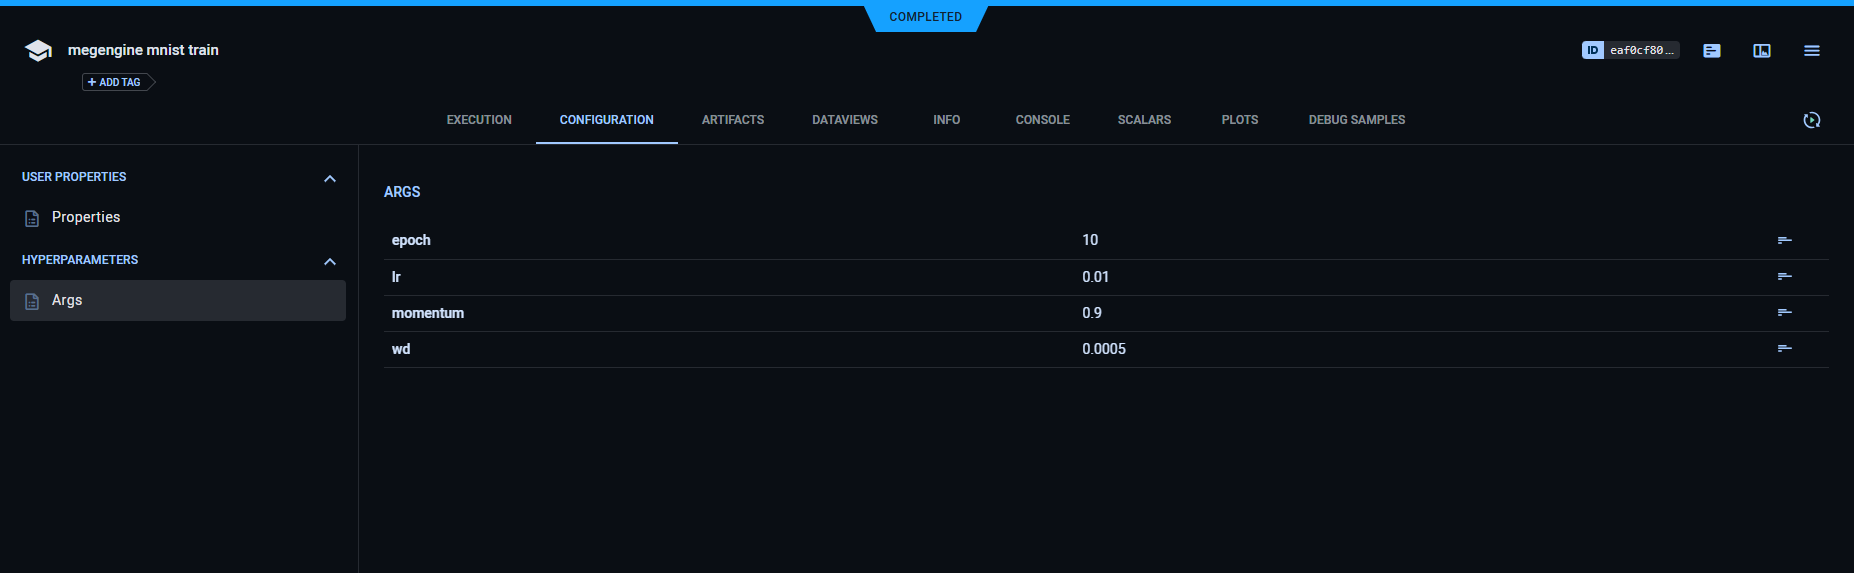 COMPLETED
megengine mnist train
ID eaf0cf80...
+ ADD TAG
EXECUTION CONFIGURATION ARTIFACTS DATAVIEWS INFO CONSOLE SCALARS PLOTS DEBUG SAMPLES
USER PROPERTIES
Properties
HYPERPARAMETERS
Args
ARGS
epoch 10
lr 0.01
momentum 0.9
wd 0.0005